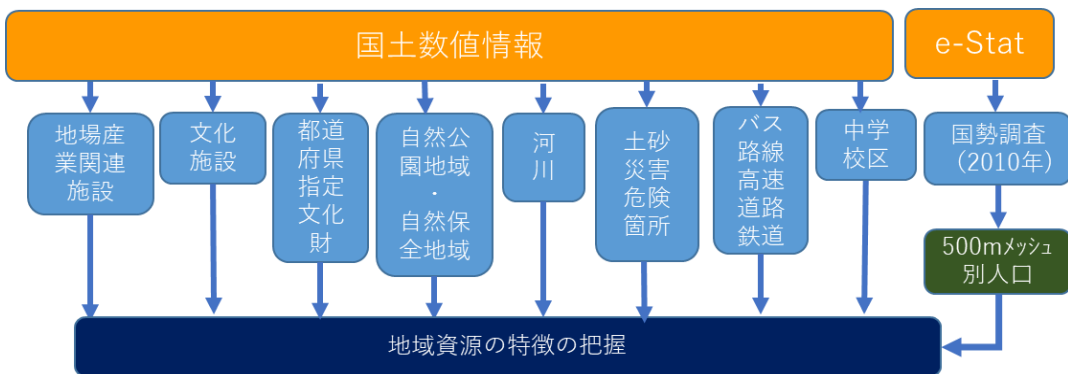 国土数値情報
e-Stat
地場産
業関連
施設
文化
施設
都道
府県
指定
文化
財
自然公
園地域
・
自然保
全地域
河
川
土砂
災害
危険
箇所
バス
路線
高速
道路
鉄道
中学
校区
国勢調査
（2010年）
500mﾒｯｼｭ
別人口
地域資源の特徴の把握